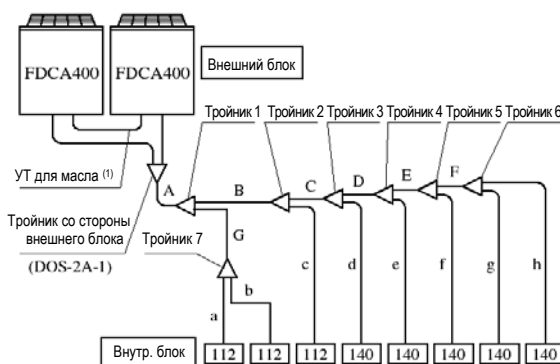 FDCA400 FDCA400
Внешний блок
Тройник 1 Тройник 2 Тройник 3 Тройник 4 Тройник 5 Тройник 6
УТ для масла (1)
A B C D E F
Тройник со стороны
внешнего блока
(DOS-2A-1)
Тройник 7
G
a b c d e f g h
Внутр. блок 112 112 112 140 140 140 140 140